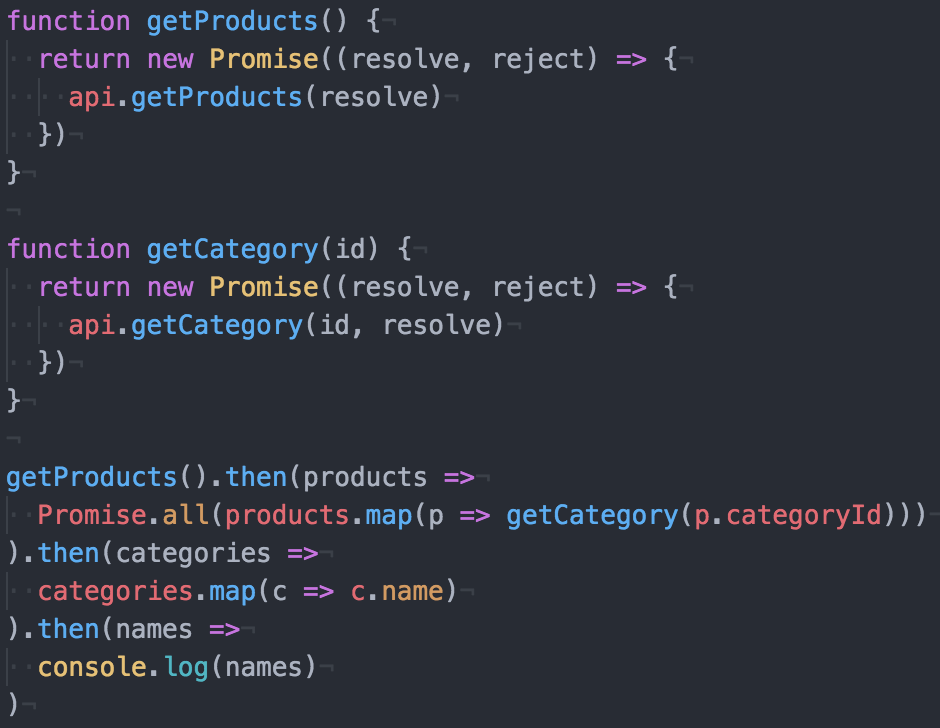 function getProducts() {
  return new Promise((resolve, reject) => {
    api.getProducts(resolve)
  })
}

function getCategory(id) {
  return new Promise((resolve, reject) => {
    api.getCategory(id, resolve)
  })
}

getProducts().then(products =>
  Promise.all(products.map(p => getCategory(p.categoryId)))
).then(categories =>
  categories.map(c => c.name)
).then(names =>
  console.log(names)
)